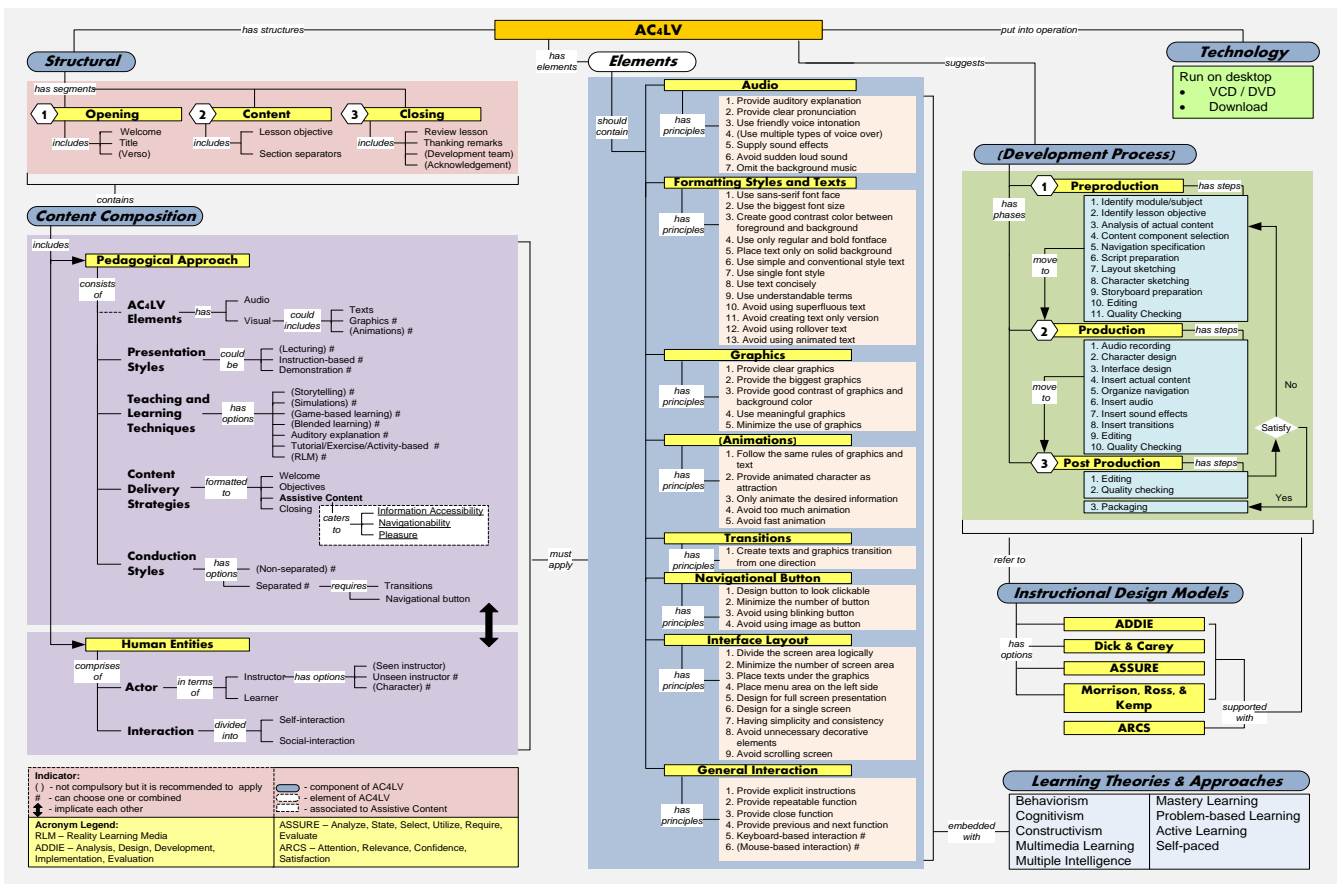 AC4LV
has structures
put into operation
Structural
has elements
Elements
suggests
Technology
Run on desktop
• VCD / DVD
• Download
has segments
1 Opening
includes
Welcome
Title
(Verso)
2 Content
includes
Lesson objective
Section separators
3 Closing
includes
Review lesson
Thanking remarks
(Development team)
(Acknowledgement)
contains
Content Composition
includes
Pedagogical Approach
consists of
AC4LV Elements
has
Audio
Visual
could includes
Texts
Graphics #
(Animations) #
Presentation Styles
could be
(Lecturing) #
Instruction-based #
Demonstration #
Teaching and Learning Techniques
has options
(Storytelling) #
(Simulations) #
(Game-based learning) #
(Blended learning) #
Auditory explanation #
Tutorial/Exercise/Activity-based #
(RLM) #
Content Delivery Strategies
formatted to
Welcome
Objectives
Assistive Content
Closing
caters to
Information Accessibility
Navigationability
Pleasure
Conduction Styles
has options
(Non-separated) #
Separated #
requires
Transitions
Navigational button
Human Entities
comprises of
Actor
in terms of
Instructor
has options
(Seen instructor)
Unseen instructor #
(Character) #
Learner
Interaction
divided into
Self-interaction
Social-interaction
must apply
should contain
Audio
has principles
1. Provide auditory explanation
2. Provide clear pronunciation
3. Use friendly voice intonation
4. (Use multiple types of voice over)
5. Supply sound effects
6. Avoid sudden loud sound
7. Omit the background music
Formatting Styles and Texts
has principles
1. Use sans-serif font face
2. Use the biggest font size
3. Create good contrast color between
foreground and background
4. Use only regular and bold fontface
5. Place text only on solid background
6. Use simple and conventional style text
7. Use single font style
8. Use text concisely
9. Use understandable terms
10. Avoid using superfluous text
11. Avoid creating text only version
12. Avoid using rollover text
13. Avoid using animated text
Graphics
has principles
1. Provide clear graphics
2. Provide the biggest graphics
3. Provide good contrast of graphics and
background color
4. Use meaningful graphics
5. Minimize the use of graphics
(Animations)
has principles
1. Follow the same rules of graphics and
text
2. Provide animated character as
attraction
3. Only animate the desired information
4. Avoid too much animation
5. Avoid fast animation
Transitions
has principles
1. Create texts and graphics transition
from one direction
Navigational Button
has principles
1. Design button to look clickable
2. Minimize the number of button
3. Avoid using blinking button
4. Avoid using image as button
Interface Layout
has principles
1. Divide the screen area logically
2. Minimize the number of screen area
3. Place texts under the graphics
4. Place menu area on the left side
5. Design for full screen presentation
6. Design for a single screen
7. Having simplicity and consistency
8. Avoid unnecessary decorative
elements
9. Avoid scrolling screen
General Interaction
has principles
1. Provide explicit instructions
2. Provide repeatable function
3. Provide close function
4. Provide previous and next function
5. Keyboard-based interaction #
6. (Mouse-based interaction) #
(Development Process)
has phases
1 Preproduction
has steps
1. Identify module/subject
2. Identify lesson objective
3. Analysis of actual content
4. Content component selection
5. Navigation specification
6. Script preparation
7. Layout sketching
8. Character sketching
9. Storyboard preparation
10. Editing
11. Quality Checking
move to
2 Production
has steps
1. Audio recording
2. Character design
3. Interface design
4. Insert actual content
5. Organize navigation
6. Insert audio
7. Insert sound effects
8. Insert transitions
9. Editing
10. Quality Checking
move to
No
Satisfy
Yes
3 Post Production
has steps
1. Editing
2. Quality checking
3. Packaging
refer to
Instructional Design Models
has options
ADDIE
Dick & Carey
ASSURE
Morrison, Ross, & Kemp
ARCS
supported with
embedded with
Learning Theories & Approaches
Behaviorism
Cognitivism
Constructivism
Multimedia Learning
Multiple Intelligence
Mastery Learning
Problem-based Learning
Active Learning
Self-paced
Indicator:
( ) - not compulsory but it is recommended to apply
# - can choose one or combined
- implicate each other
- component of AC4LV
- element of AC4LV
- associated to Assistive Content
Acronym Legend:
RLM – Reality Learning Media
ADDIE – Analysis, Design, Development,
Implementation, Evaluation
ASSURE – Analyze, State, Select, Utilize, Require,
Evaluate
ARCS – Attention, Relevance, Confidence,
Satisfaction